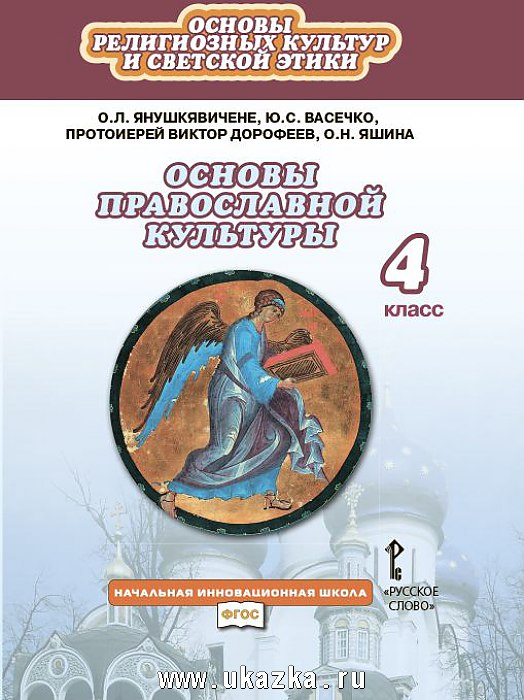 ОСНОВЫ
РЕЛИГИОЗНЫХ КУЛЬТУР
И СВЕТСКОЙ ЭТИКИ
О.Л. ЯНУШКЯВИЧЕНЕ, Ю.С. ВАСЕЧКО,
ПРОТОИЕРЕЙ ВИКТОР ДОРОФЕЕВ, О.Н. ЯШИНА
ОСНОВЫ
ПРАВОСЛАВНОЙ
КУЛЬТУРЫ
4
класс
Рс
«РУССКОЕ
СЛОВО»
НАЧАЛЬНАЯ ИННОВАЦИОННАЯ ШКОЛА
ФГОС
www.ukazka.ru